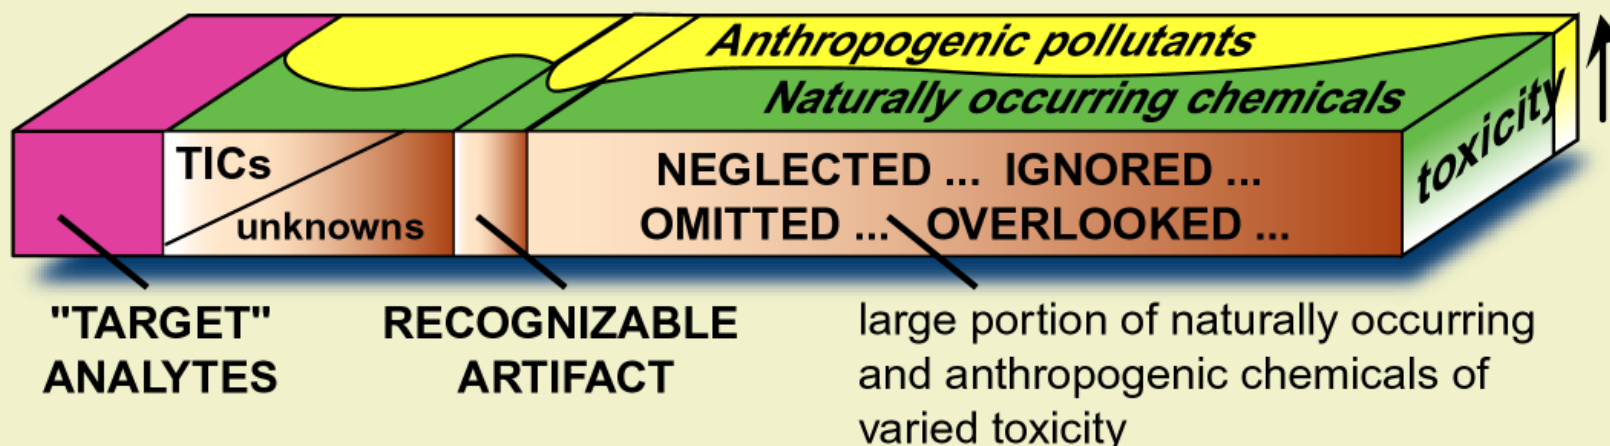 Anthropogenic pollutants
Naturally occurring chemicals
toxicity
TICs
unknowns
NEGLECTED ... IGNORED ...
OMITTED ... OVERLOOKED ...
"TARGET"
ANALYTES
RECOGNIZABLE
ARTIFACT
large portion of naturally occurring
and anthropogenic chemicals of
varied toxicity